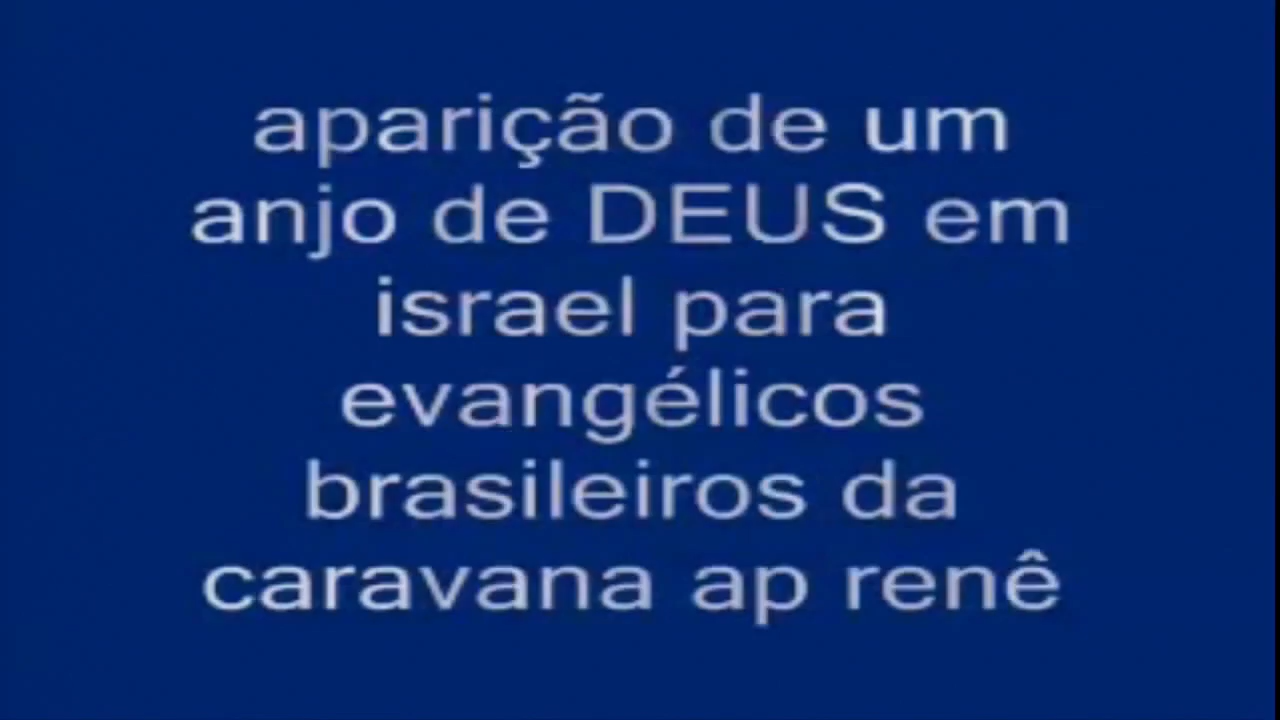 aparição de um
anjo de DEUS em
israel para
evangélicos
brasileiros da
caravana ap renê